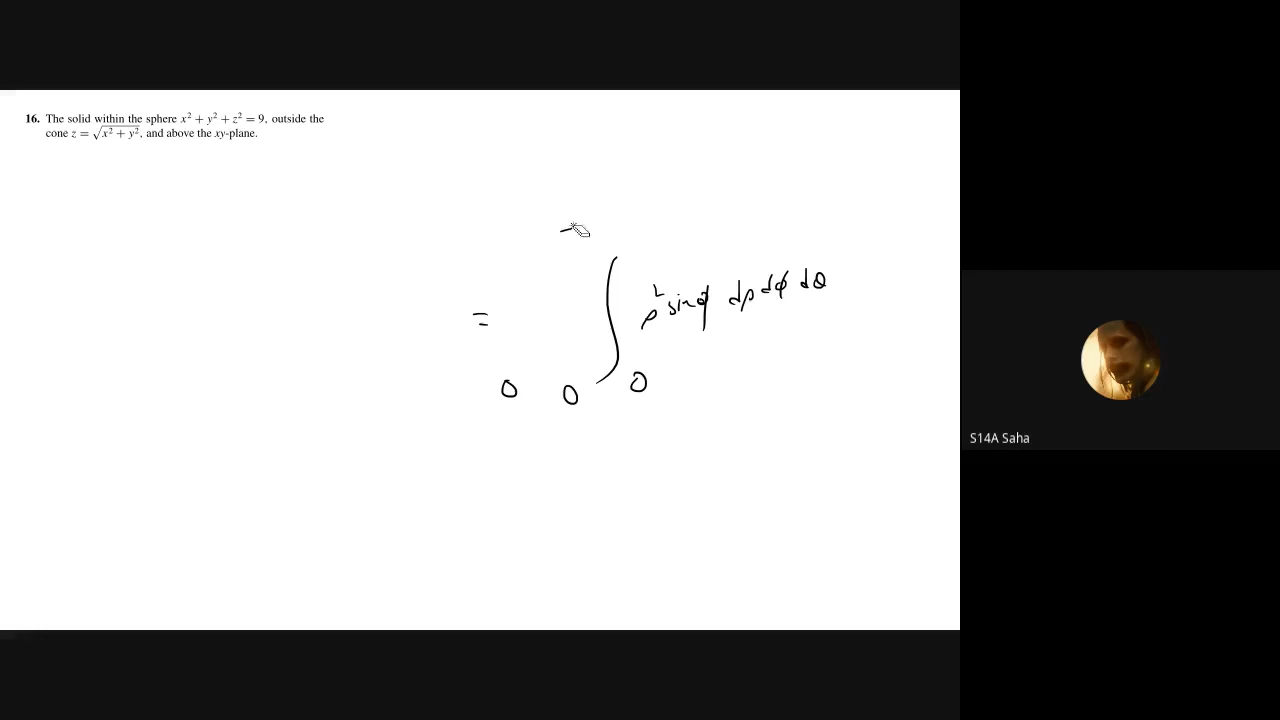 16. The solid within the sphere x² + y² + z² = 9, outside the
cone z = √(x² + y²), and above the xy-plane.
= ∫ ρ² sinφ dρ dφ dθ
0 0 0
S14A Saha